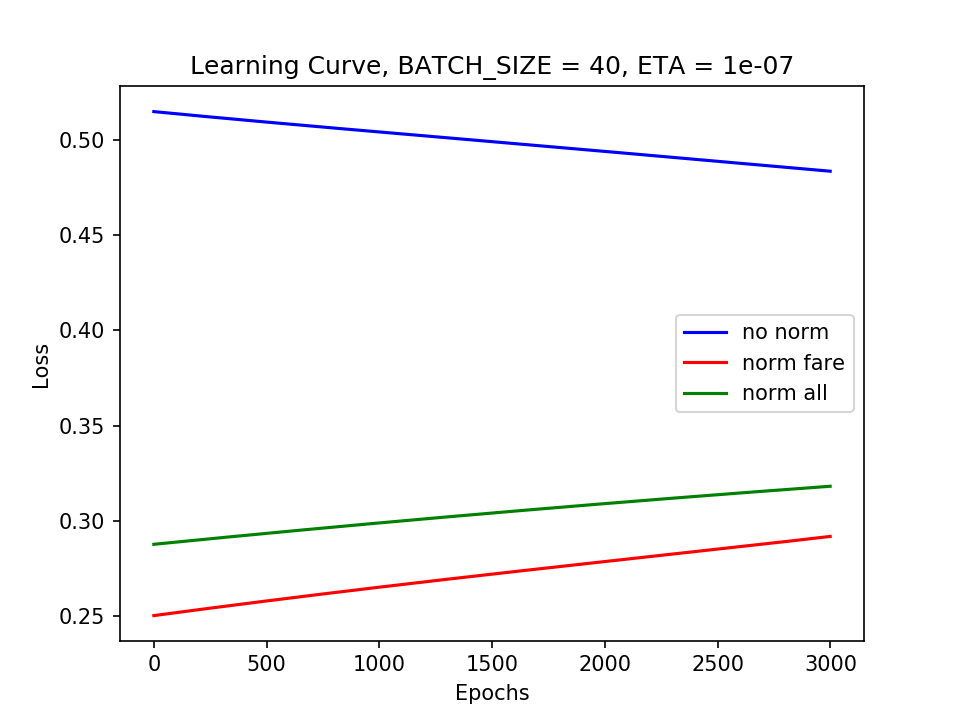 Learning Curve, BATCH_SIZE = 40, ETA = 1e-07
0.50
0.45
0.40
0.35
0.30
0.25
Loss
no norm
norm fare
norm all
0 500 1000 1500 2000 2500 3000
Epochs